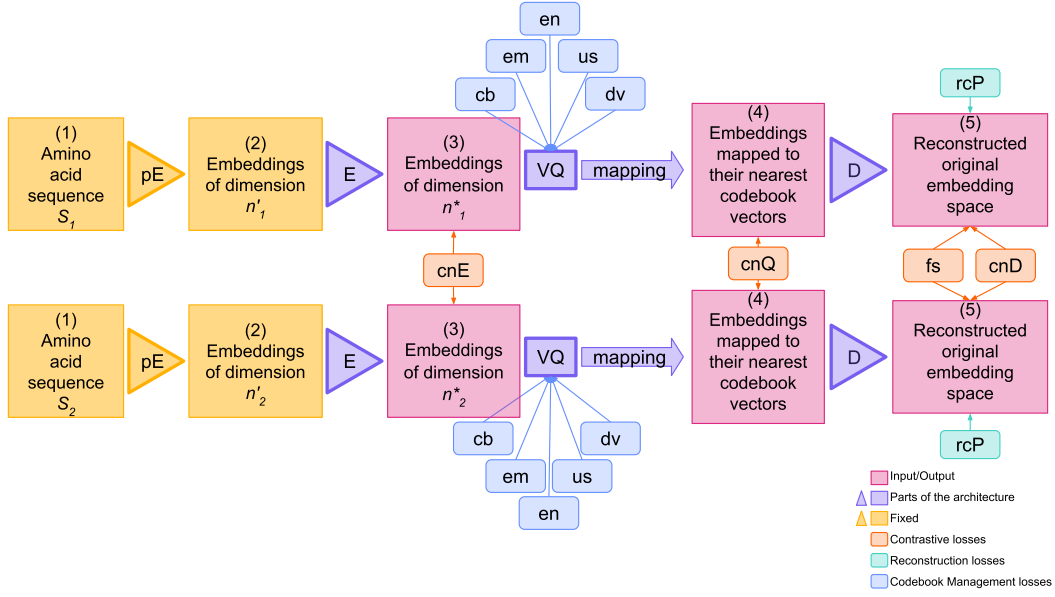 en
em
us
cb
dv
rcP
(1)
Amino
acid
sequence
S₁
pE
(2)
Embeddings
of dimension
n'₁
E
(3)
Embeddings
of dimension
n*₁
VQ
mapping
(4)
Embeddings
mapped to
their nearest
codebook
vectors
D
(5)
Reconstructed
original
embedding
space
cnE
cnQ
fs
cnD
(1)
Amino
acid
sequence
S₂
pE
(2)
Embeddings
of dimension
n'₂
E
(3)
Embeddings
of dimension
n*₂
VQ
mapping
(4)
Embeddings
mapped to
their nearest
codebook
vectors
D
(5)
Reconstructed
original
embedding
space
cb
dv
em
us
en
rcP
Input/Output
Parts of the architecture
Fixed
Contrastive losses
Reconstruction losses
Codebook Management losses